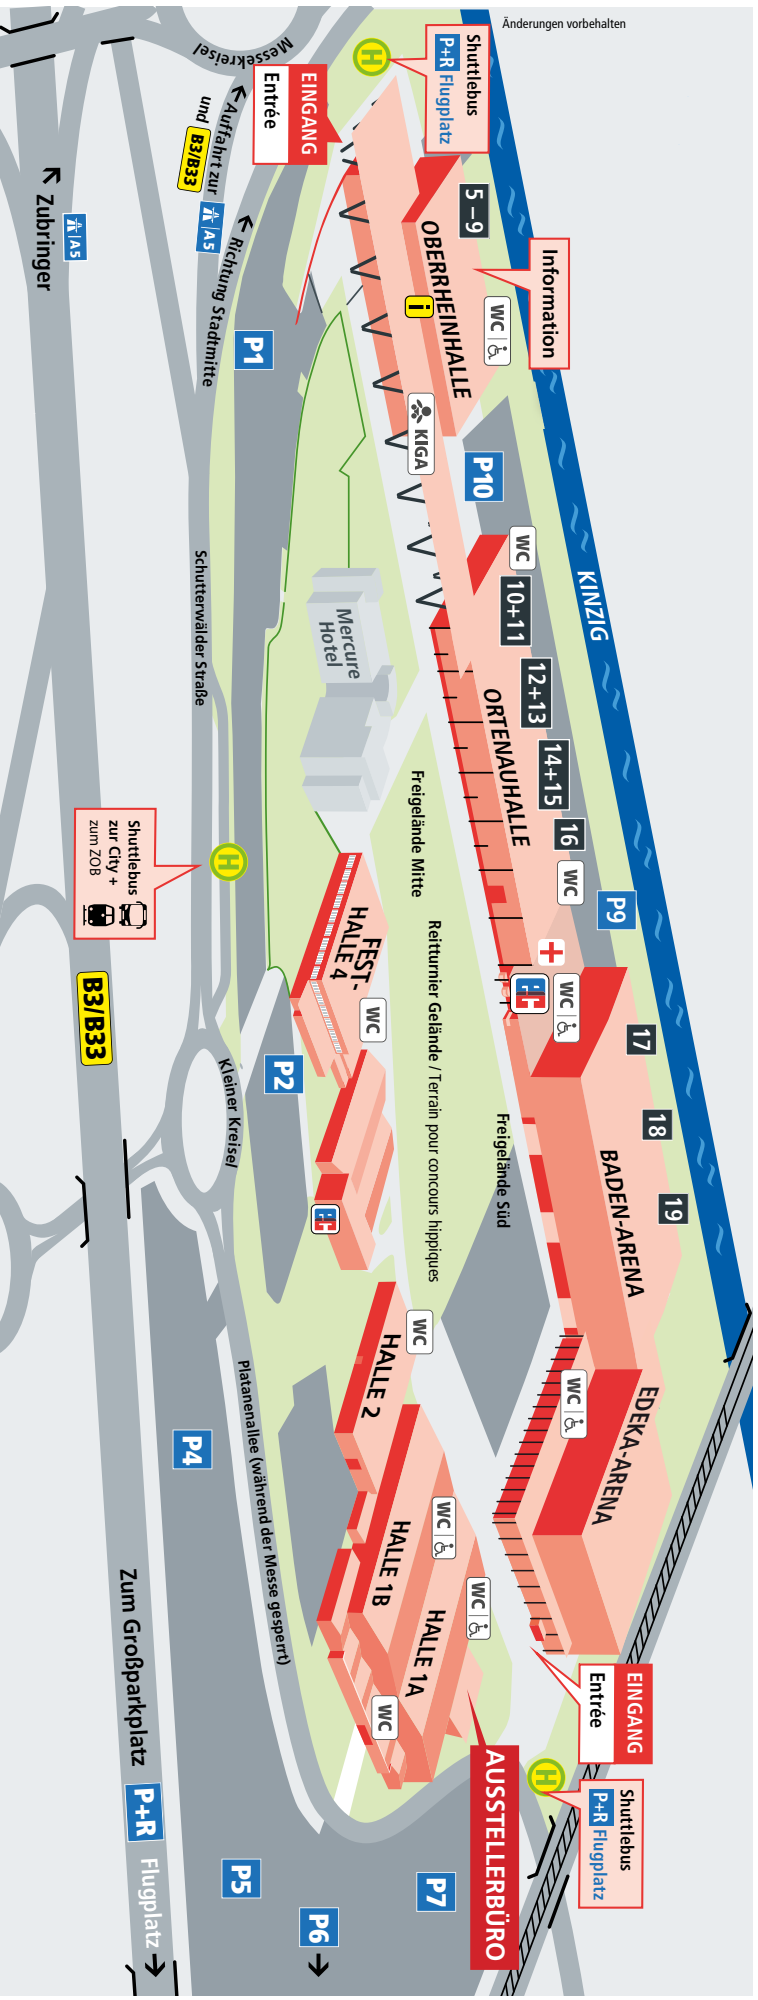 Änderungen vorbehalten
Shuttlebus
P+R Flugplatz
H
EINGANG
Entrée
Messekreisel
Auffahrt zur A5
und B3/B33
Richtung Stadtmitte
A5
Zubringer
5–9
Information
OBERRHEINHALLE
i
WC
KIGA
P1
P10
KINZIG
WC
10+11
12+13
14+15
16
ORTENAUHALLE
WC
P9
EC
WC
Mercure
Hotel
Schutterwälder Straße
Freigelände Mitte
Reitturnier Gelände / Terrain pour concours hippiques
Freigelände Süd
Shuttlebus
zur City +
zum ZOB
H
FEST-
HALLE 4
WC
P2
EC
B3/B33
Kleiner Kreisel
17
18
19
BADEN-ARENA
EDEKA-ARENA
WC
WC
HALLE 2
HALLE 1B
HALLE 1A
WC
WC
WC
P4
Platanenallee (während der Messe gesperrt)
EINGANG
Entrée
H
Shuttlebus
P+R Flugplatz
AUSSTELLERBÜRO
Zum Großparkplatz P+R Flugplatz
P5
P6
P7